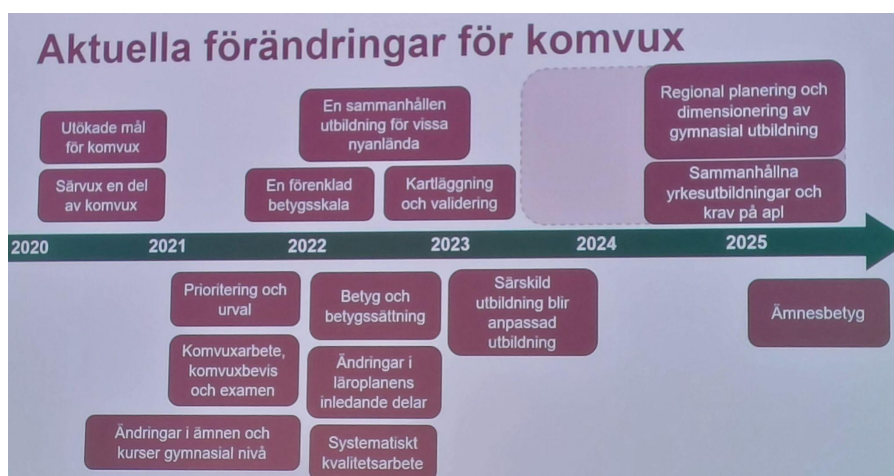 Aktuella förändringar för komvux
Utökade mål
för komvux
Särvux en del
av komvux
En sammanhållen
utbildning för vissa
nyanlända
En förenklad
betygsskala
Kartläggning
och validering
Regional planering och
dimensionering av
gymnasial utbildning
Sammanhållna
yrkesutbildningar och
krav på apl
2020 2021 2022 2023 2024 2025
Prioritering och
urval
Komvuxarbete,
komvuxbevis
och examen
Ändringar i ämnen och
kurser gymnasial nivå
Betyg och
betygssättning
Ändringar i
läroplanens
inledande delar
Systematiskt
kvalitetsarbete
Särskild
utbildning blir
anpassad
utbildning
Ämnesbetyg